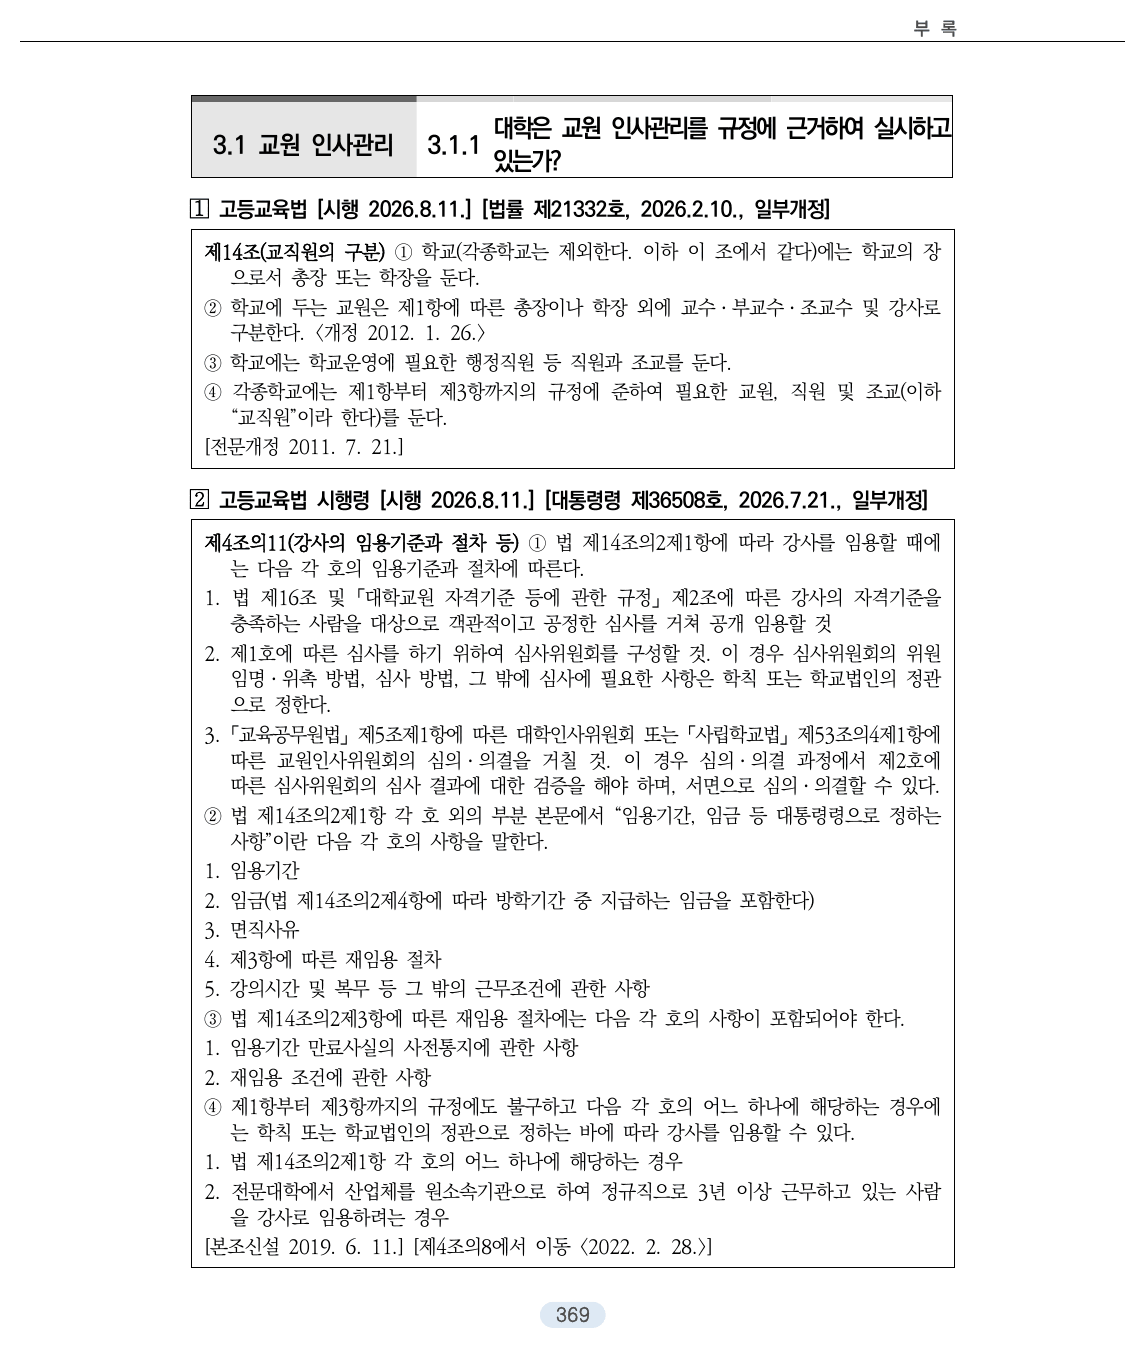 부 록
3.1 교원 인사관리
3.1.1
대학은 교원 인사관리를 규정에 근거하여 실시하고
있는가?
1 고등교육법 [시행 2026.8.11.] [법률 제21332호, 2026.2.10., 일부개정]
제14조(교직원의 구분) ① 학교(각종학교는 제외한다. 이하 이 조에서 같다)에는 학교의 장
으로서 총장 또는 학장을 둔다.
② 학교에 두는 교원은 제1항에 따른 총장이나 학장 외에 교수·부교수·조교수 및 강사로
구분한다. <개정 2012. 1. 26.>
③ 학교에는 학교운영에 필요한 행정직원 등 직원과 조교를 둔다.
④ 각종학교에는 제1항부터 제3항까지의 규정에 준하여 필요한 교원, 직원 및 조교(이하
“교직원”이라 한다)를 둔다.
[전문개정 2011. 7. 21.]
2 고등교육법 시행령 [시행 2026.8.11.] [대통령령 제36508호, 2026.7.21., 일부개정]
제4조의11(강사의 임용기준과 절차 등) ① 법 제14조의2제1항에 따라 강사를 임용할 때에
는 다음 각 호의 임용기준과 절차에 따른다.
1. 법 제16조 및 「대학교원 자격기준 등에 관한 규정」 제2조에 따른 강사의 자격기준을
충족하는 사람을 대상으로 객관적이고 공정한 심사를 거쳐 공개 임용할 것
2. 제1호에 따른 심사를 하기 위하여 심사위원회를 구성할 것. 이 경우 심사위원회의 위원
임명·위촉 방법, 심사 방법, 그 밖에 심사에 필요한 사항은 학칙 또는 학교법인의 정관
으로 정한다.
3. 「교육공무원법」 제5조제1항에 따른 대학인사위원회 또는 「사립학교법」 제53조의4제1항에
따른 교원인사위원회의 심의·의결을 거칠 것. 이 경우 심의·의결 과정에서 제2호에
따른 심사위원회의 심사 결과에 대한 검증을 해야 하며, 서면으로 심의·의결할 수 있다.
② 법 제14조의2제1항 각 호 외의 부분 본문에서 “임용기간, 임금 등 대통령령으로 정하는
사항”이란 다음 각 호의 사항을 말한다.
1. 임용기간
2. 임금(법 제14조의2제4항에 따라 방학기간 중 지급하는 임금을 포함한다)
3. 면직사유
4. 제3항에 따른 재임용 절차
5. 강의시간 및 복무 등 그 밖의 근무조건에 관한 사항
③ 법 제14조의2제3항에 따른 재임용 절차에는 다음 각 호의 사항이 포함되어야 한다.
1. 임용기간 만료사실의 사전통지에 관한 사항
2. 재임용 조건에 관한 사항
④ 제1항부터 제3항까지의 규정에도 불구하고 다음 각 호의 어느 하나에 해당하는 경우에
는 학칙 또는 학교법인의 정관으로 정하는 바에 따라 강사를 임용할 수 있다.
1. 법 제14조의2제1항 각 호의 어느 하나에 해당하는 경우
2. 전문대학에서 산업체를 원소속기관으로 하여 정규직으로 3년 이상 근무하고 있는 사람
을 강사로 임용하려는 경우
[본조신설 2019. 6. 11.] [제4조의8에서 이동 <2022. 2. 28.>]
369